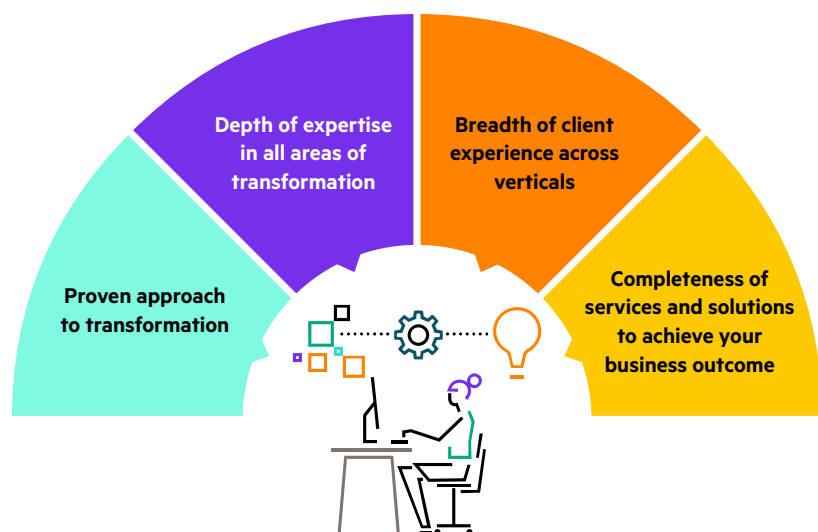 Proven approach
to transformation
Depth of expertise
in all areas of
transformation
Breadth of client
experience across
verticals
Completeness of
services and solutions
to achieve your
business outcome